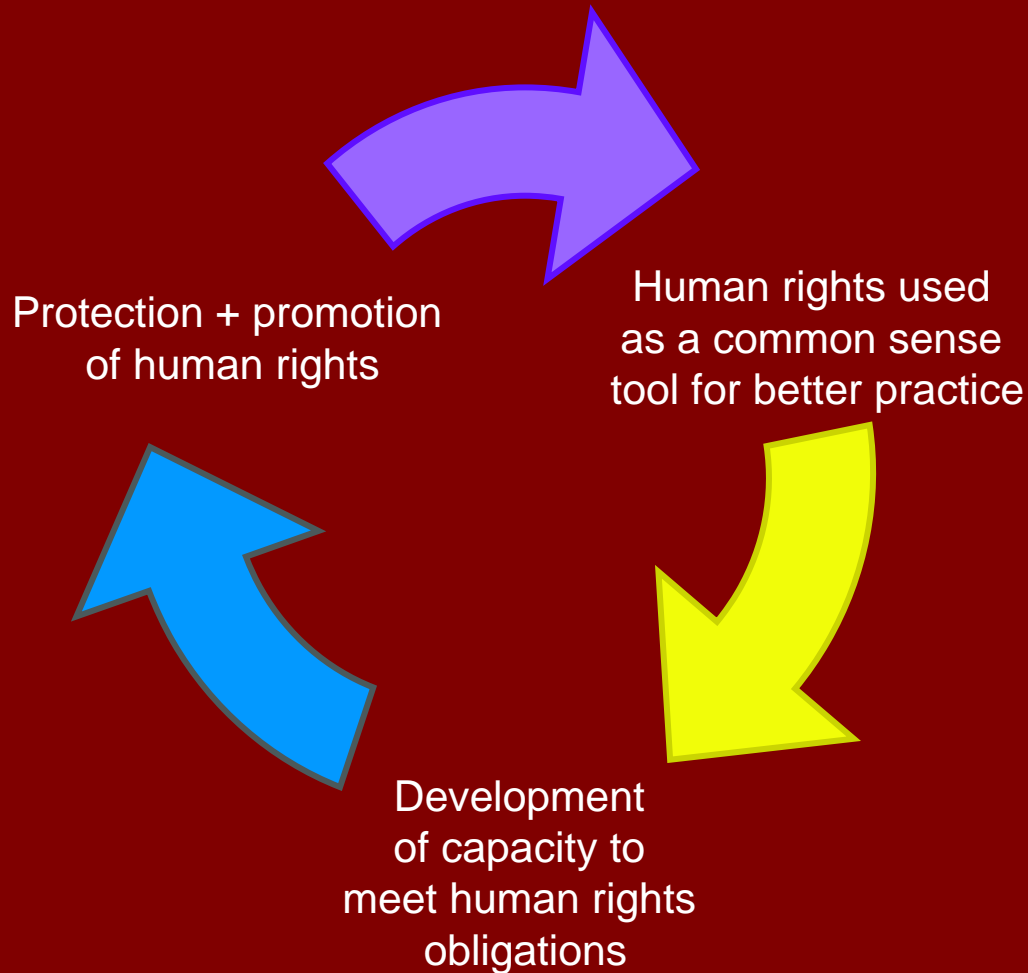 Protection + promotion
of human rights
Human rights used
as a common sense
tool for better practice
Development
of capacity to
meet human rights
obligations